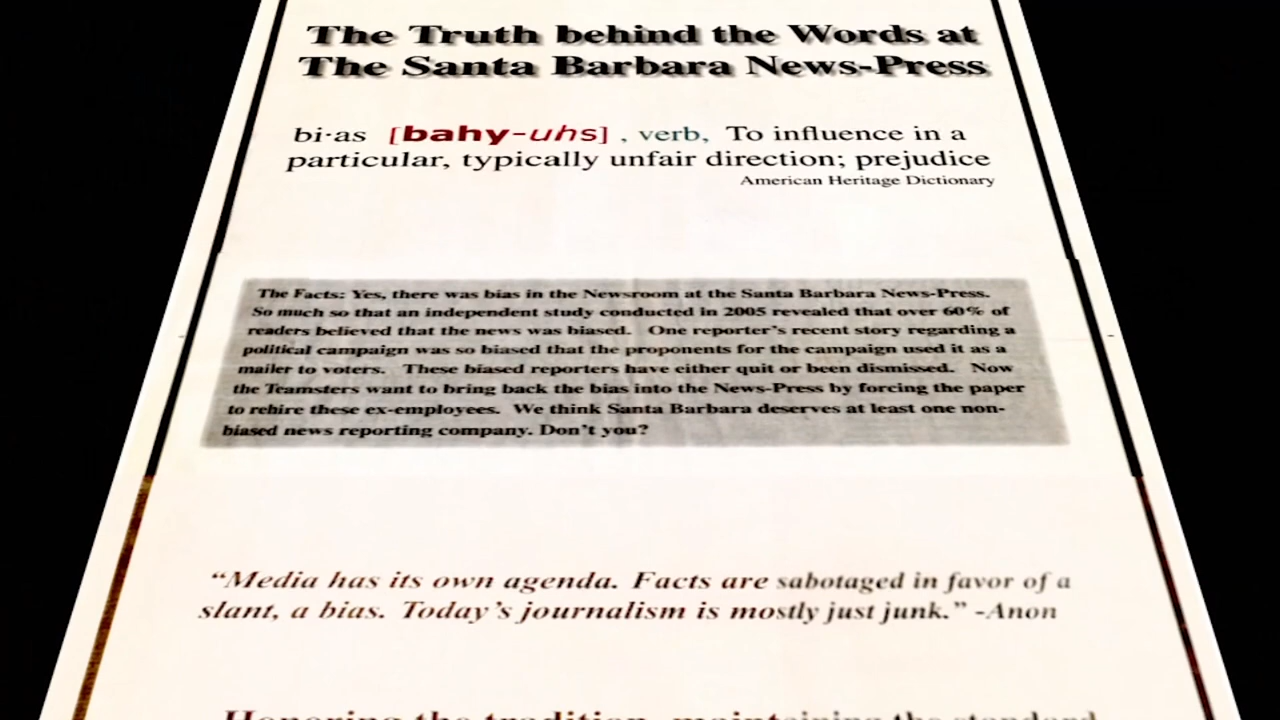 The Truth behind the Words at
The Santa Barbara News-Press
bi·as [bahy-uhs] , verb, To influence in a
particular, typically unfair direction; prejudice
American Heritage Dictionary
The Facts: Yes, there was bias in the Newsroom at the Santa Barbara News-Press.
So much so that an independent study conducted in 2005 revealed that over 60% of
readers believed that the news was biased. One reporter's recent story regarding a
political campaign was so biased that the proponents for the campaign used it as a
mailer to voters. These biased reporters have either quit or been dismissed. Now
the Teamsters want to bring back the bias into the News-Press by forcing the paper
to rehire these ex-employees. We think Santa Barbara deserves at least one non-
biased news reporting company. Don't you?
“Media has its own agenda. Facts are sabotaged in favor of a
slant, a bias. Today's journalism is mostly just junk.” -Anon
Honoring the tradition, maintaining the standard